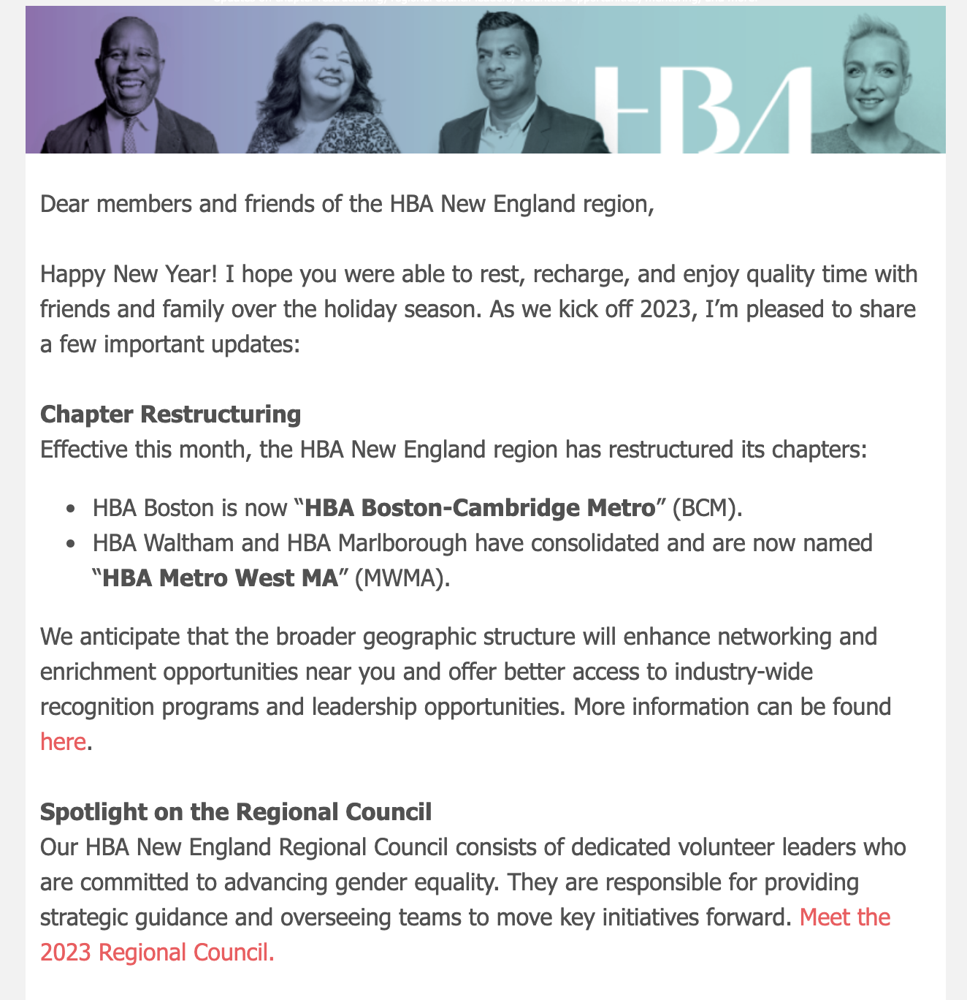 HBA
Dear members and friends of the HBA New England region,
Happy New Year! I hope you were able to rest, recharge, and enjoy quality time with
friends and family over the holiday season. As we kick off 2023, I’m pleased to share
a few important updates:
Chapter Restructuring
Effective this month, the HBA New England region has restructured its chapters:
• HBA Boston is now “HBA Boston-Cambridge Metro” (BCM).
• HBA Waltham and HBA Marlborough have consolidated and are now named
“HBA Metro West MA” (MWMA).
We anticipate that the broader geographic structure will enhance networking and
enrichment opportunities near you and offer better access to industry-wide
recognition programs and leadership opportunities. More information can be found
here.
Spotlight on the Regional Council
Our HBA New England Regional Council consists of dedicated volunteer leaders who
are committed to advancing gender equality. They are responsible for providing
strategic guidance and overseeing teams to move key initiatives forward. Meet the
2023 Regional Council.